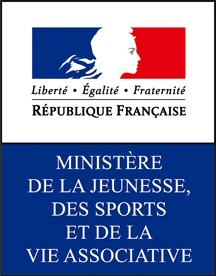 Liberté • Égalité • Fraternité
RÉPUBLIQUE FRANÇAISE
MINISTÈRE
DE LA JEUNESSE,
DES SPORTS
ET DE LA
VIE ASSOCIATIVE